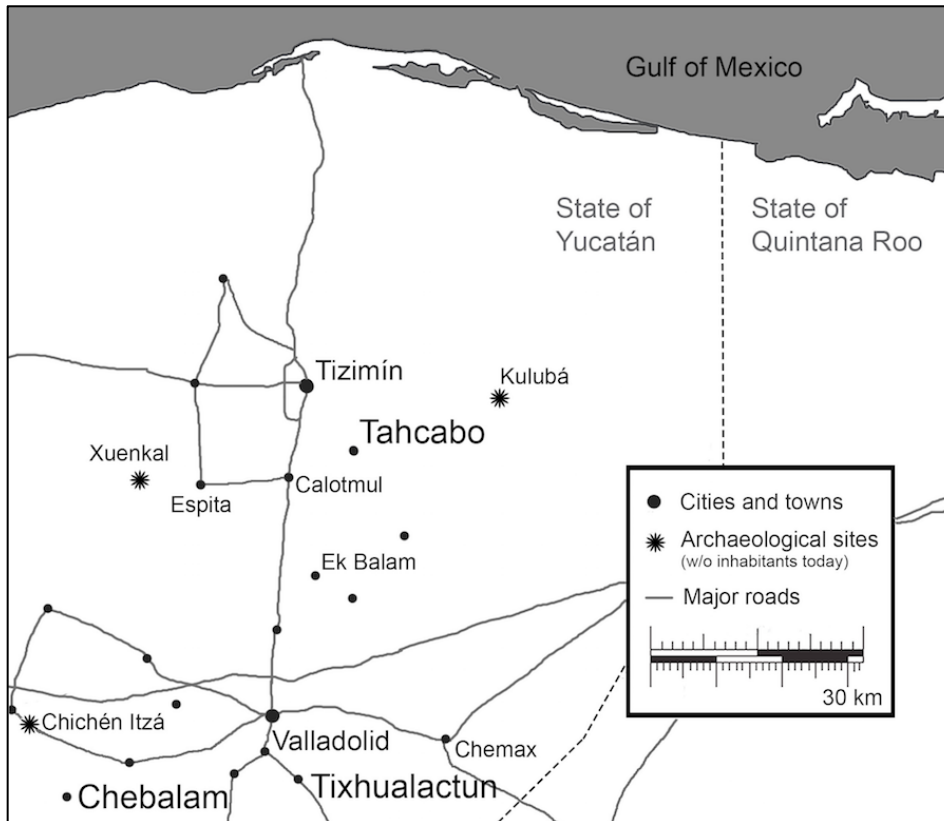 Gulf of Mexico
State of
Yucatán
State of
Quintana Roo
Tizimín
Kulubá
Tahcabo
Xuenkal
Espita
Calotmul
Ek Balam
Cities and towns
Archaeological sites
(w/o inhabitants today)
Major roads
30 km
Chichén Itzá
Valladolid
Chemax
Chebalam
Tixhualactun